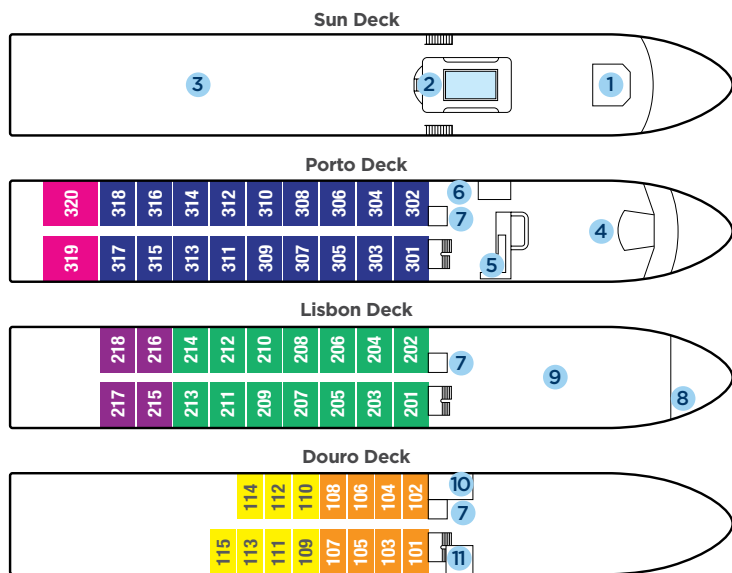 Sun Deck
3 2 1
Porto Deck
320 318 316 314 312 310 308 306 304 302 6
7
4
319 317 315 313 311 309 307 305 303 301 5
Lisbon Deck
218 216 214 212 210 208 206 204 202 7
9
8
217 215 213 211 209 207 205 203 201
Douro Deck
114 112 110 108 106 104 102 10
7
115 113 111 109 107 105 103 101 11